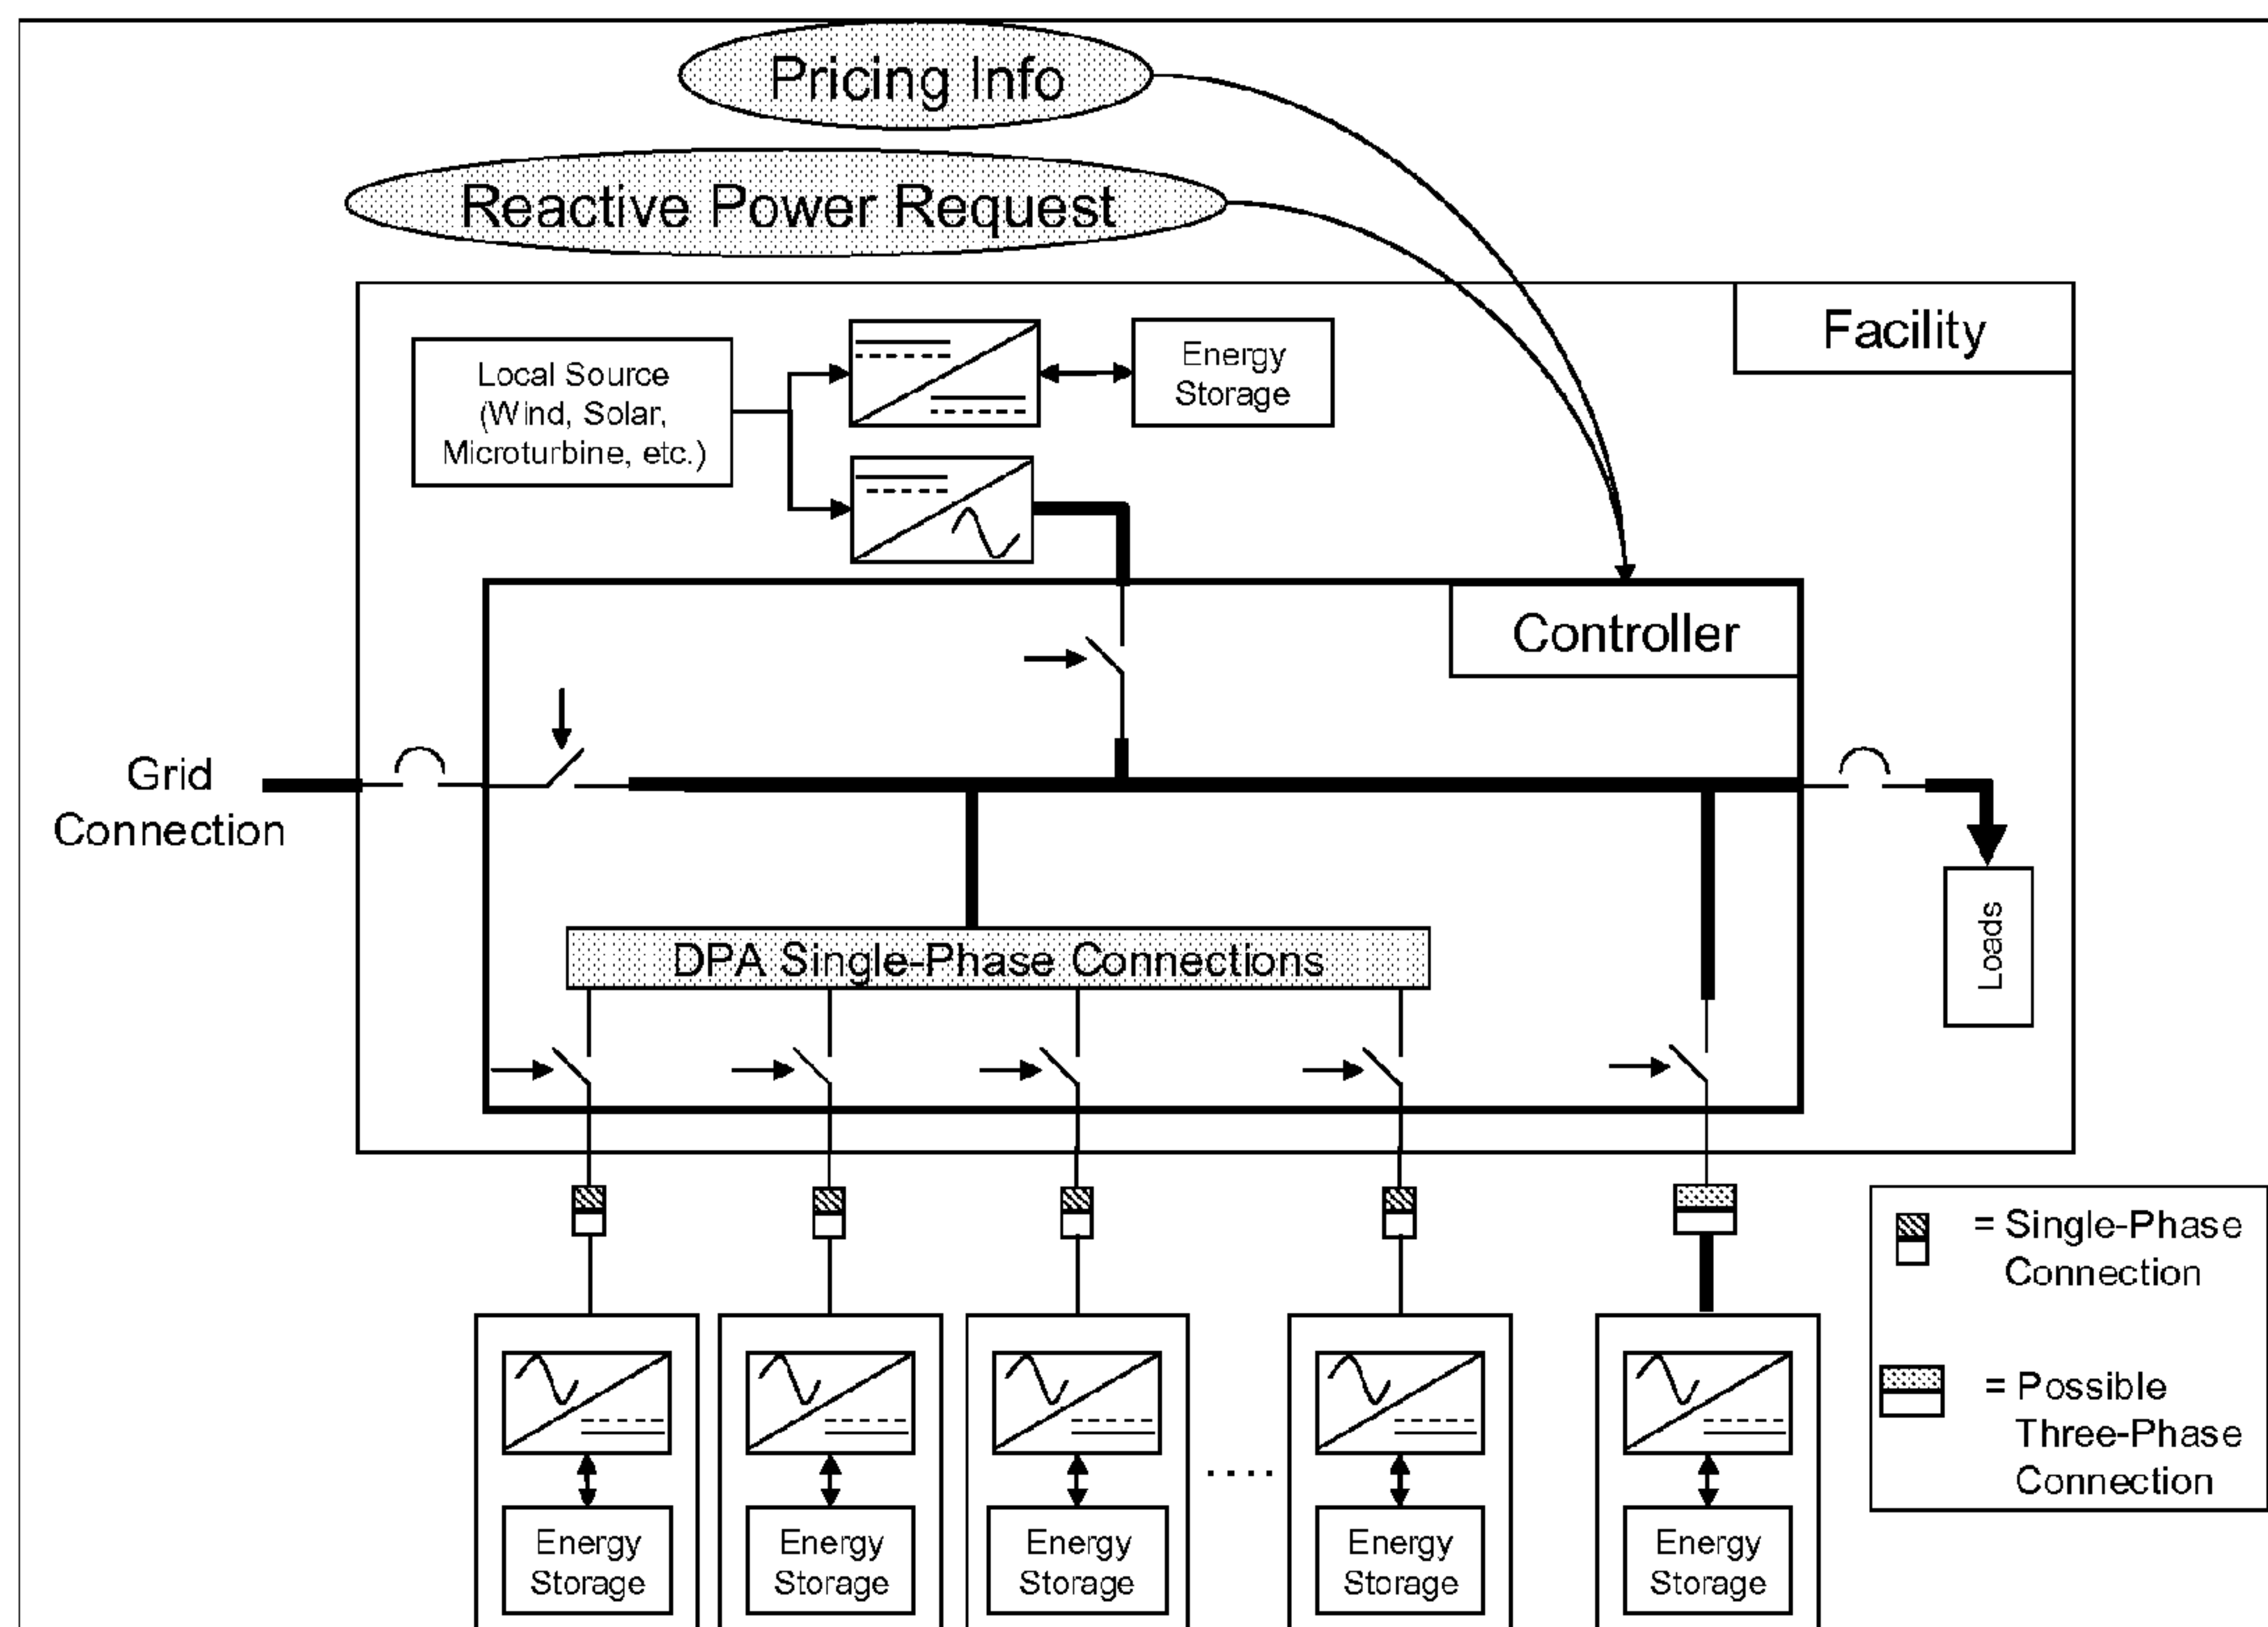 Pricing Info
Reactive Power Request
Facility
Local Source
(Wind, Solar,
Microturbine, etc.)
Energy
Storage
Controller
Grid
Connection
Loads
DPA Single-Phase Connections
= Single-Phase
Connection
= Possible
Three-Phase
Connection
....
Energy
Storage
Energy
Storage
Energy
Storage
Energy
Storage
Energy
Storage